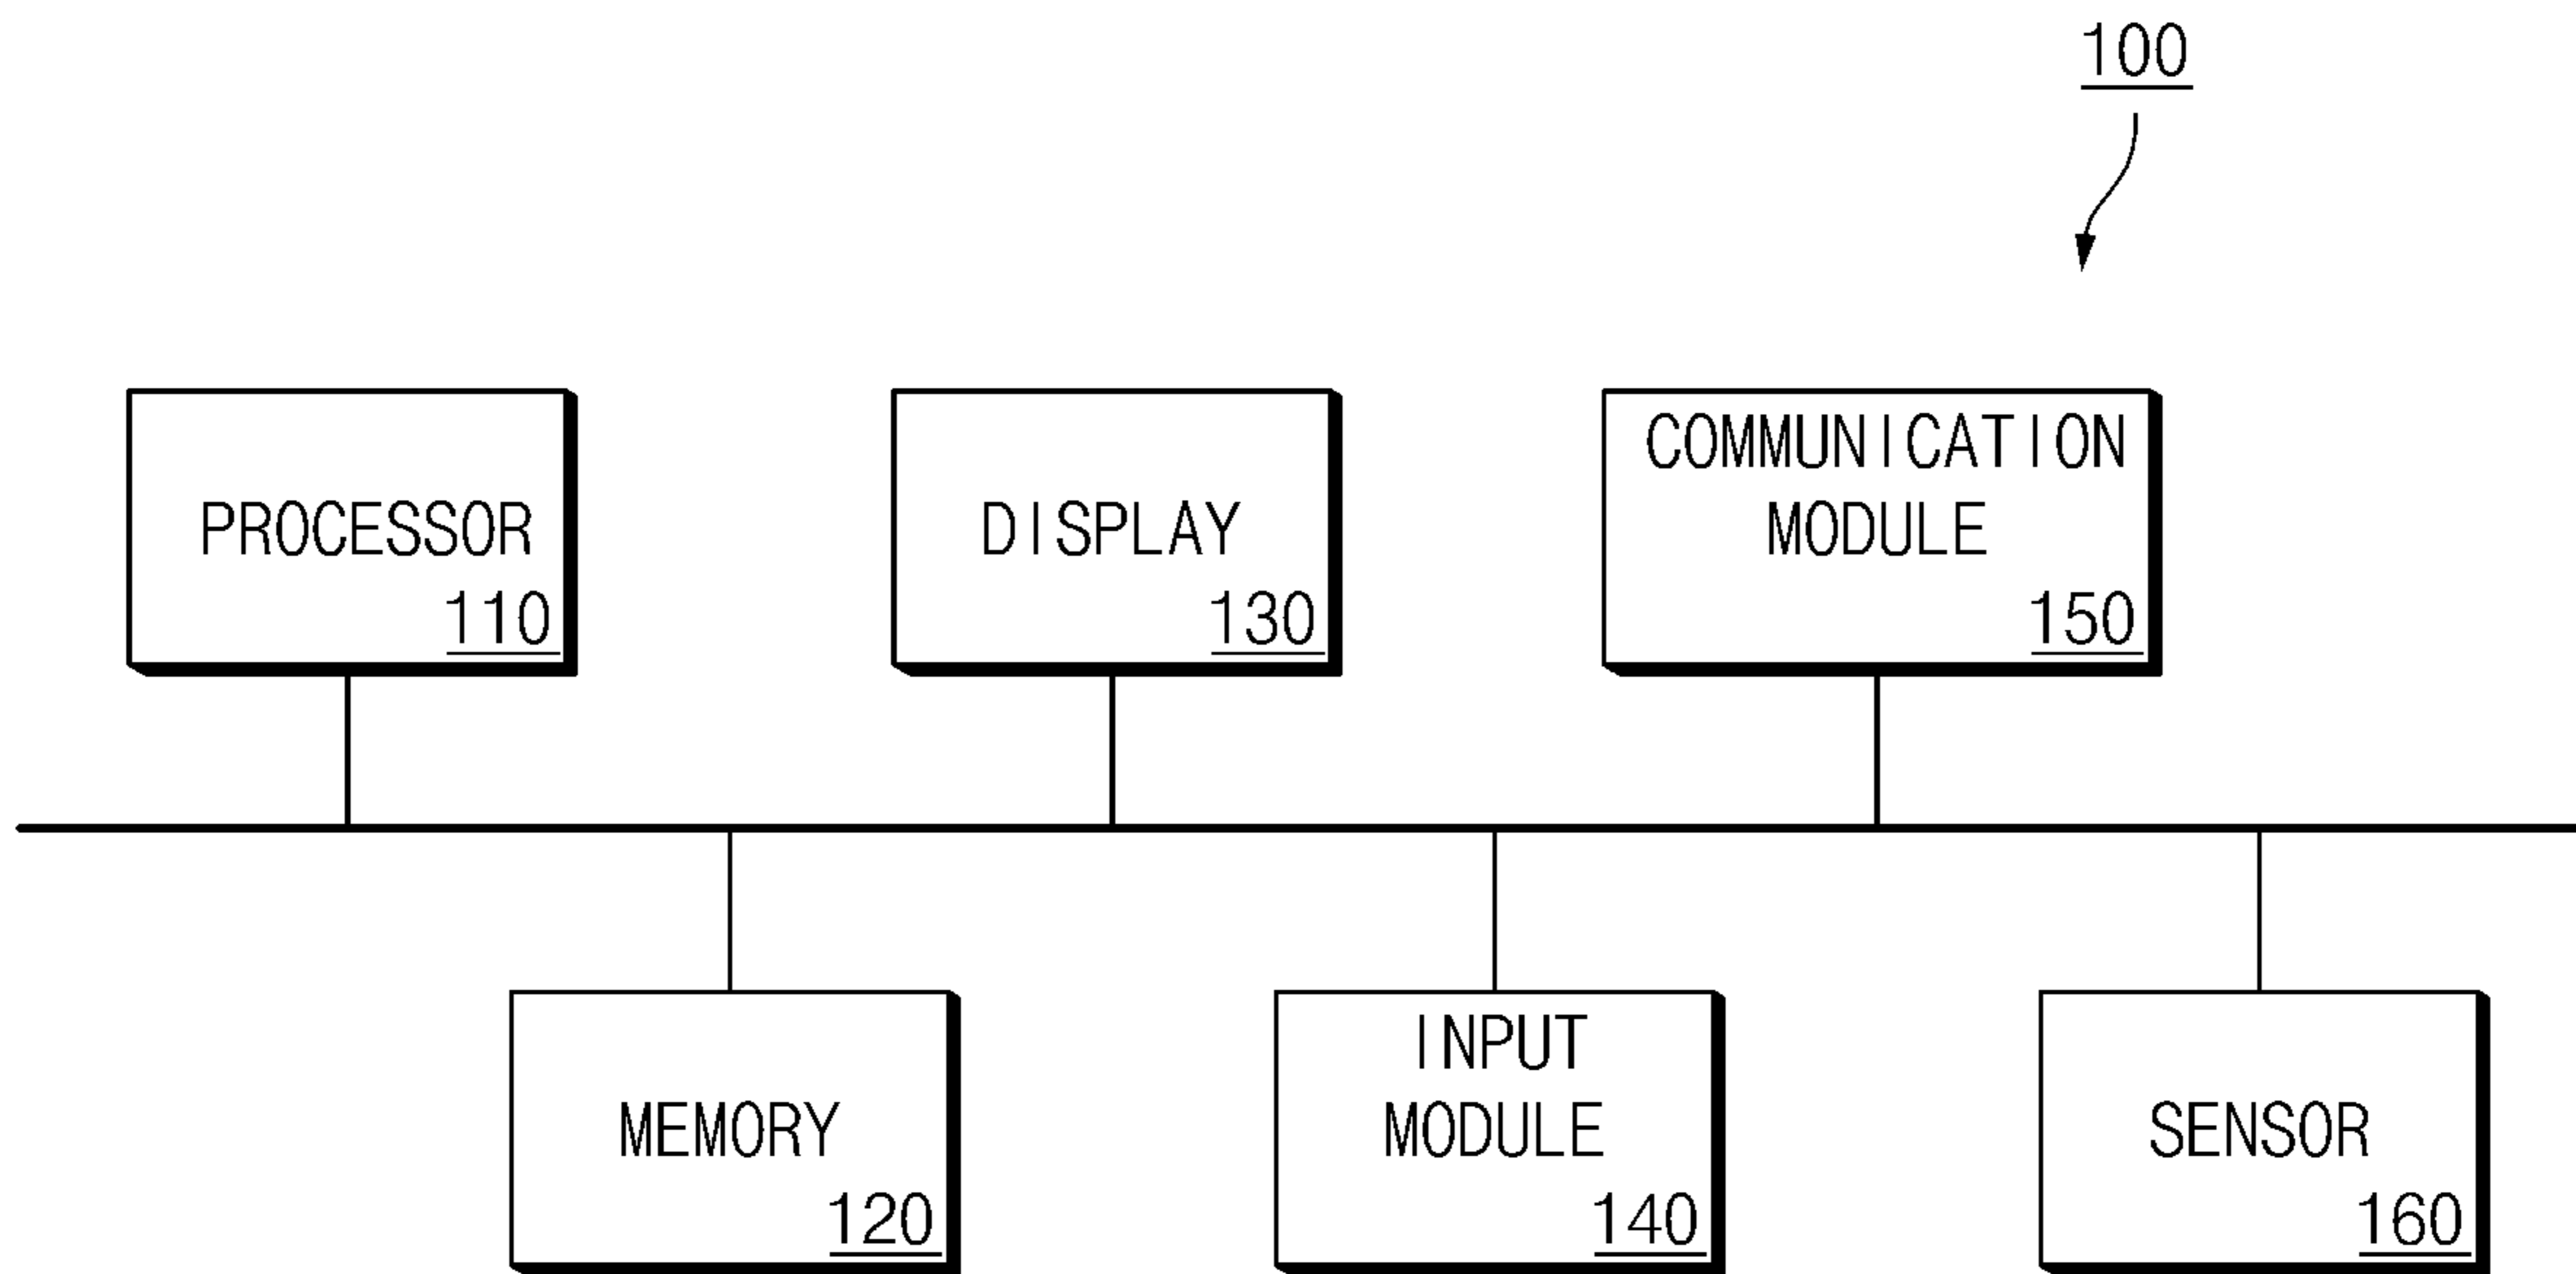 100
PROCESSOR
110
DISPLAY
130
COMMUNICATION
MODULE
150
MEMORY
120
INPUT
MODULE
140
SENSOR
160